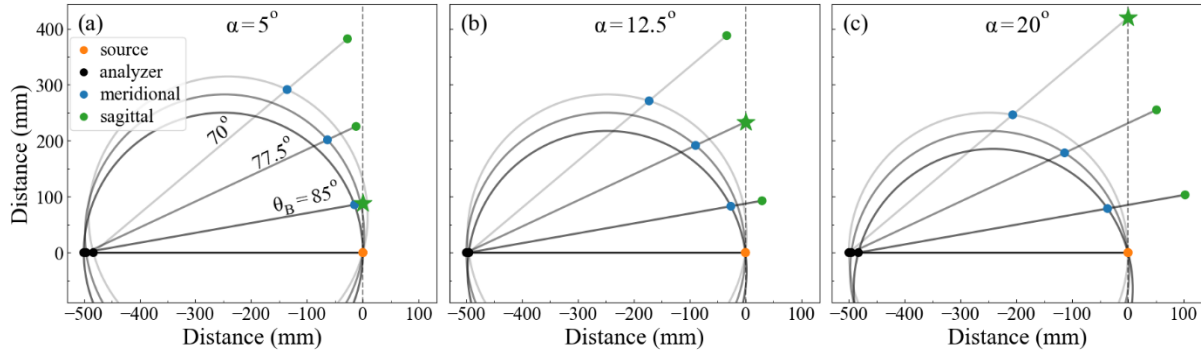 (a) α=5°
400
300
200
100
0
Distance (mm)
source
analyzer
meridional
sagittal
70°
77.5°
θB=85°
−500 −400 −300 −200 −100 0 100
Distance (mm)
(b) α=12.5°
−500 −400 −300 −200 −100 0 100
Distance (mm)
(c) α=20°
−500 −400 −300 −200 −100 0 100
Distance (mm)